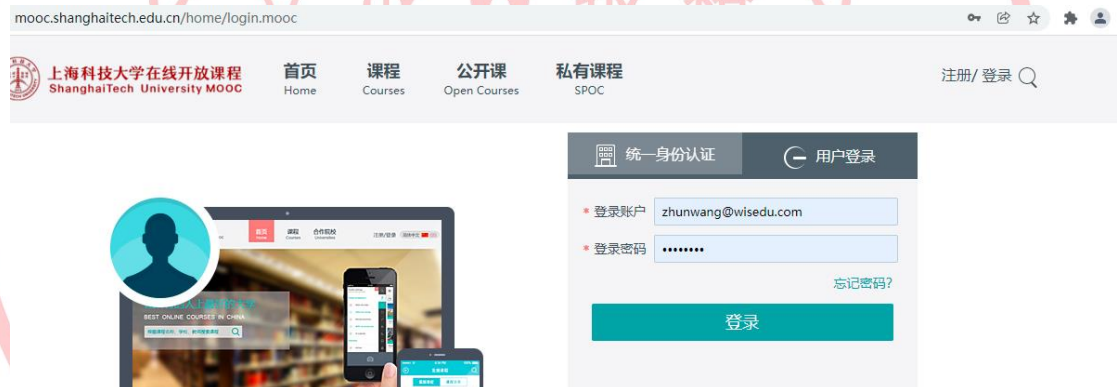 mooc.shanghaitech.edu.cn/home/login.mooc
上海科技大学在线开放课程
ShanghaiTech University MOOC
首页
Home
课程
Courses
公开课
Open Courses
私有课程
SPOC
注册/ 登录
统一身份认证
用户登录
登录账户 zhunwang@wisedu.com
登录密码 ••••••••
忘记密码?
登录
首页
课程
合作院校
注册/登录
BEST ONLINE COURSES IN CHINA